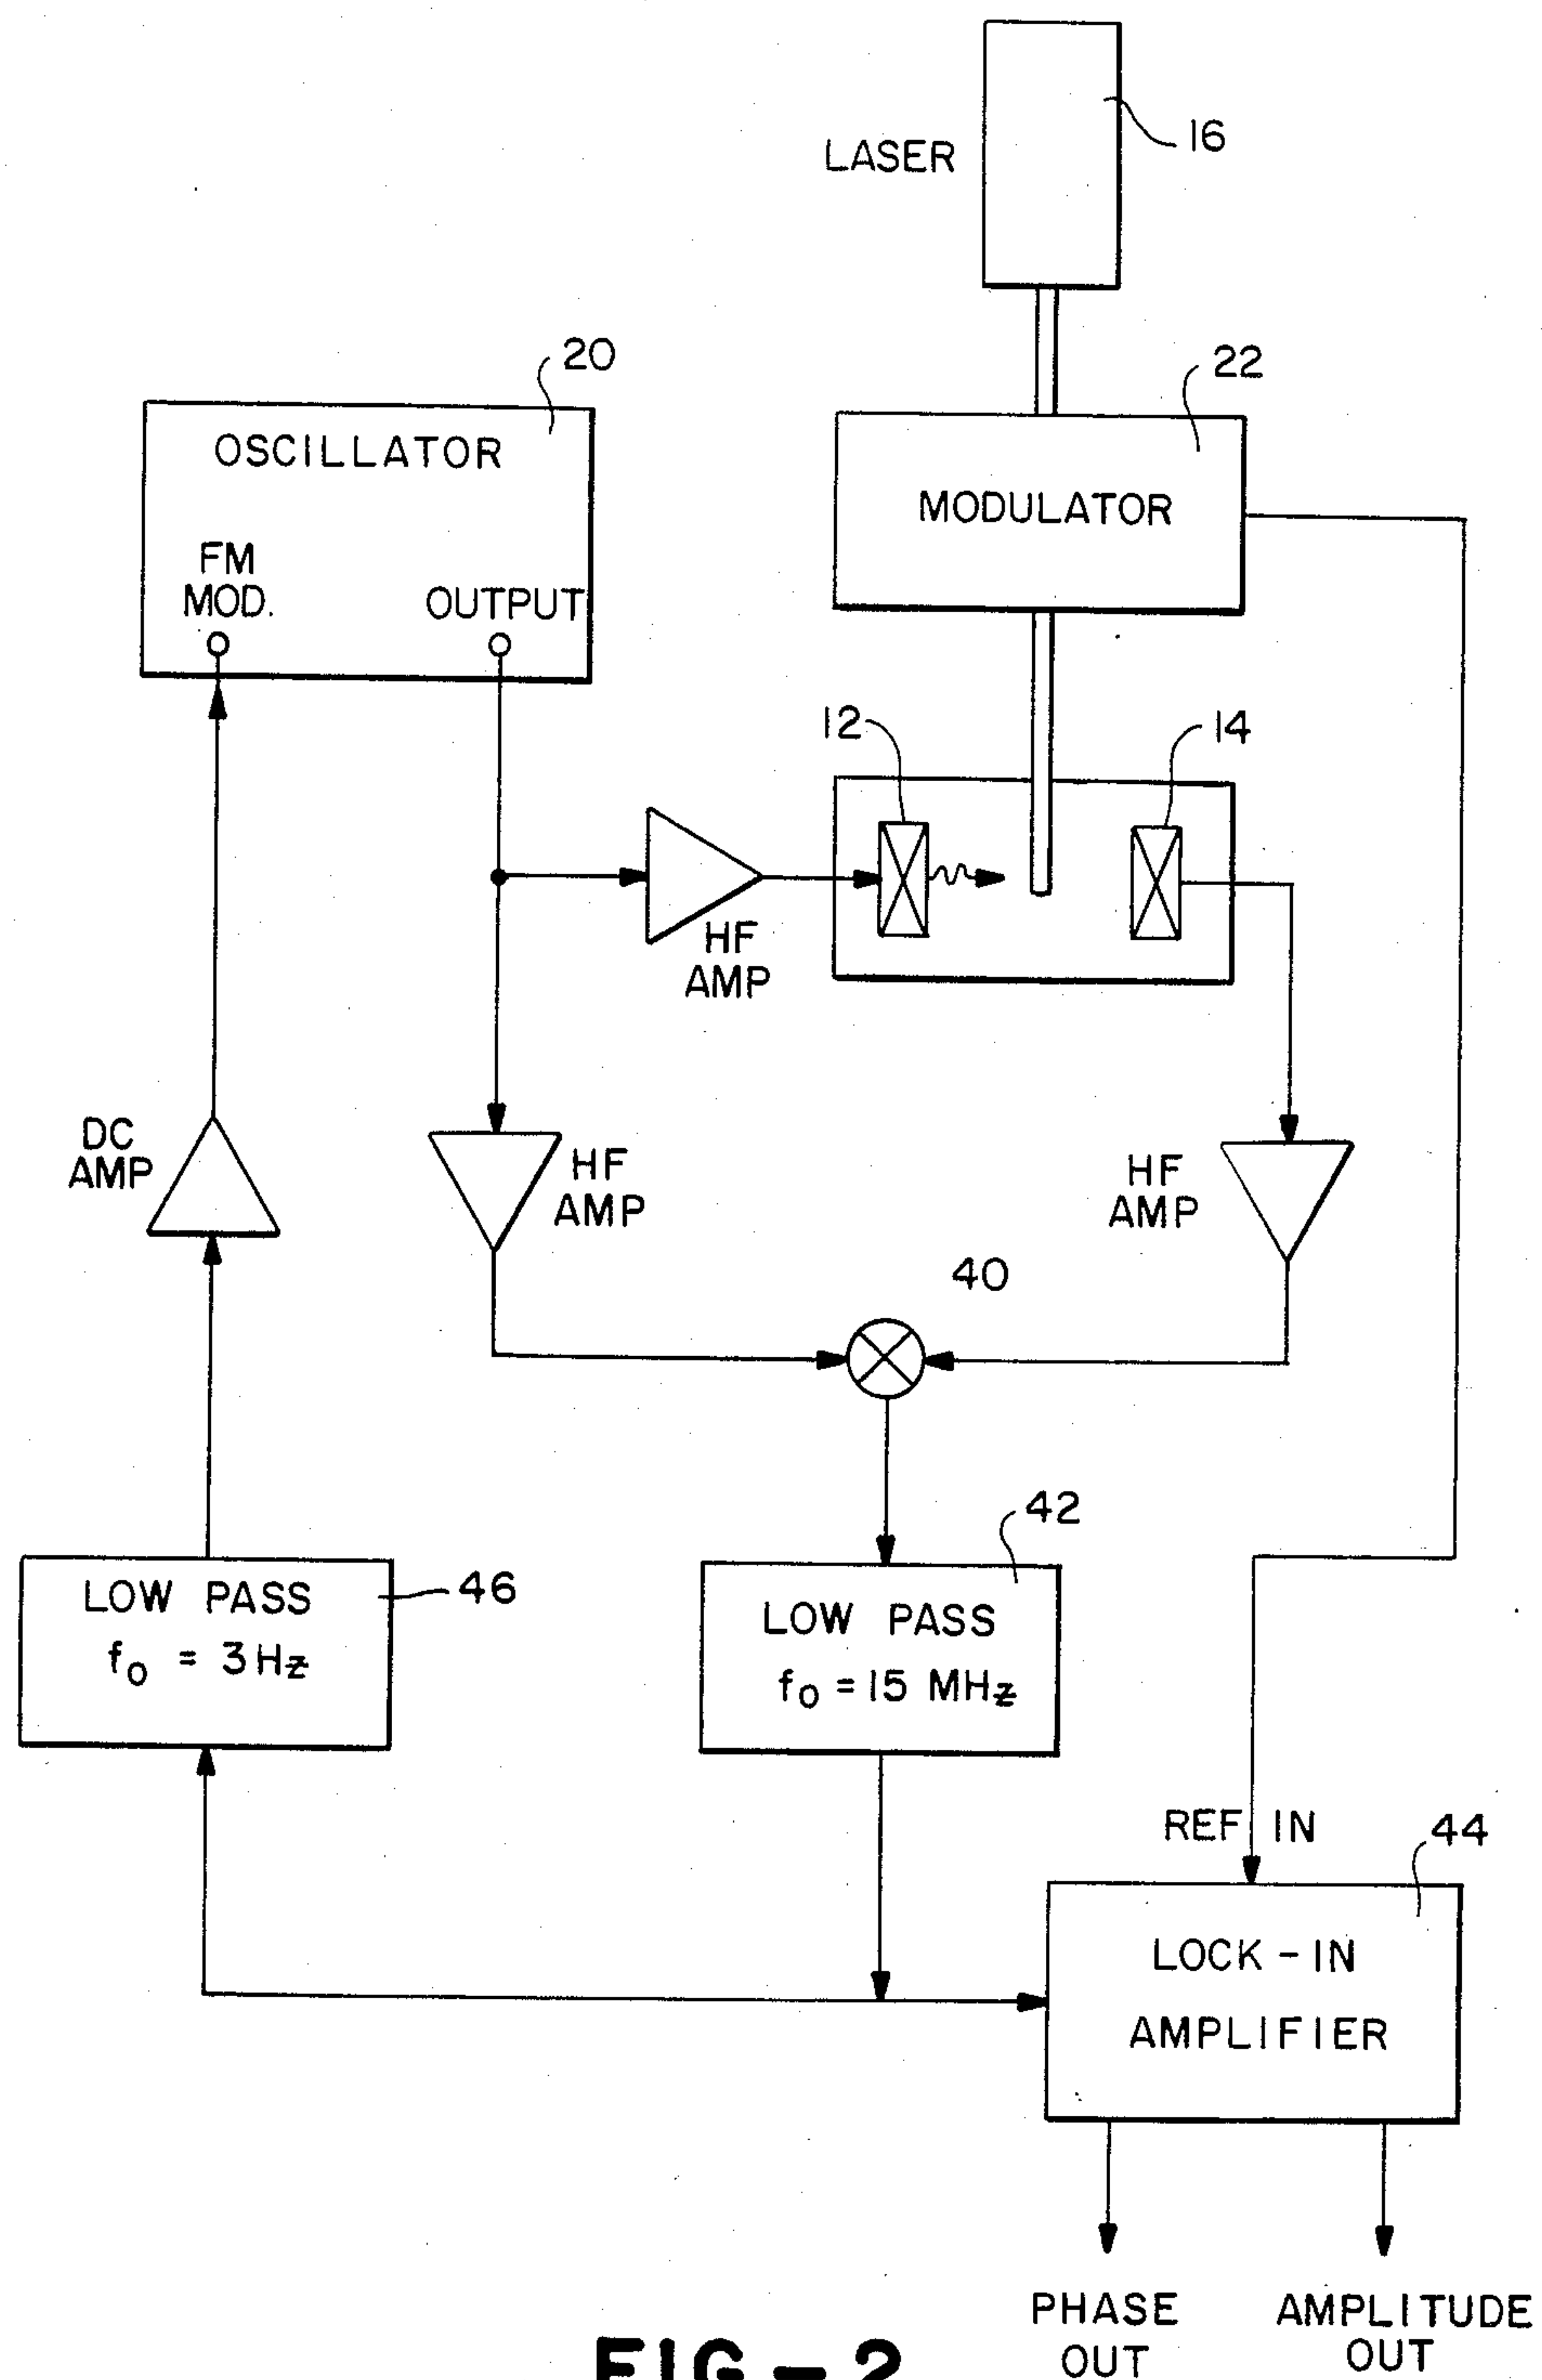 LASER
16
20
22
OSCILLATOR
MODULATOR
FM
MOD.
OUTPUT
12
14
HF
AMP
DC
AMP
HF
AMP
HF
AMP
40
42
LOW PASS
f₀ = 3 Hz
46
LOW PASS
f₀ = 15 MHz
REF IN
44
LOCK-IN
AMPLIFIER
PHASE
OUT
AMPLITUDE
OUT
FIG-2